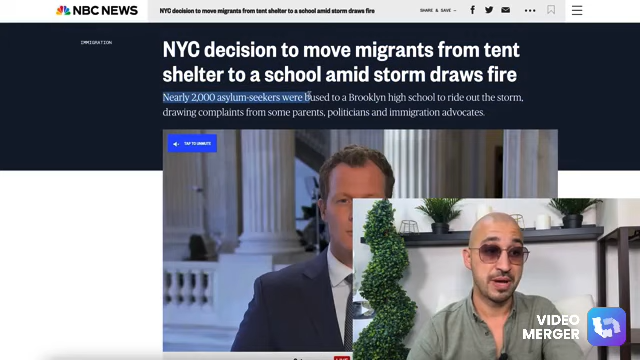 NBC NEWS
NYC decision to move migrants from tent shelter to a school amid storm draws fire
SHARE & SAVE
IMMIGRATION
NYC decision to move migrants from tent
shelter to a school amid storm draws fire
Nearly 2,000 asylum-seekers were bused to a Brooklyn high school to ride out the storm,
drawing complaints from some parents, politicians and immigration advocates.
TAP TO UNMUTE
VIDEO
MERGER